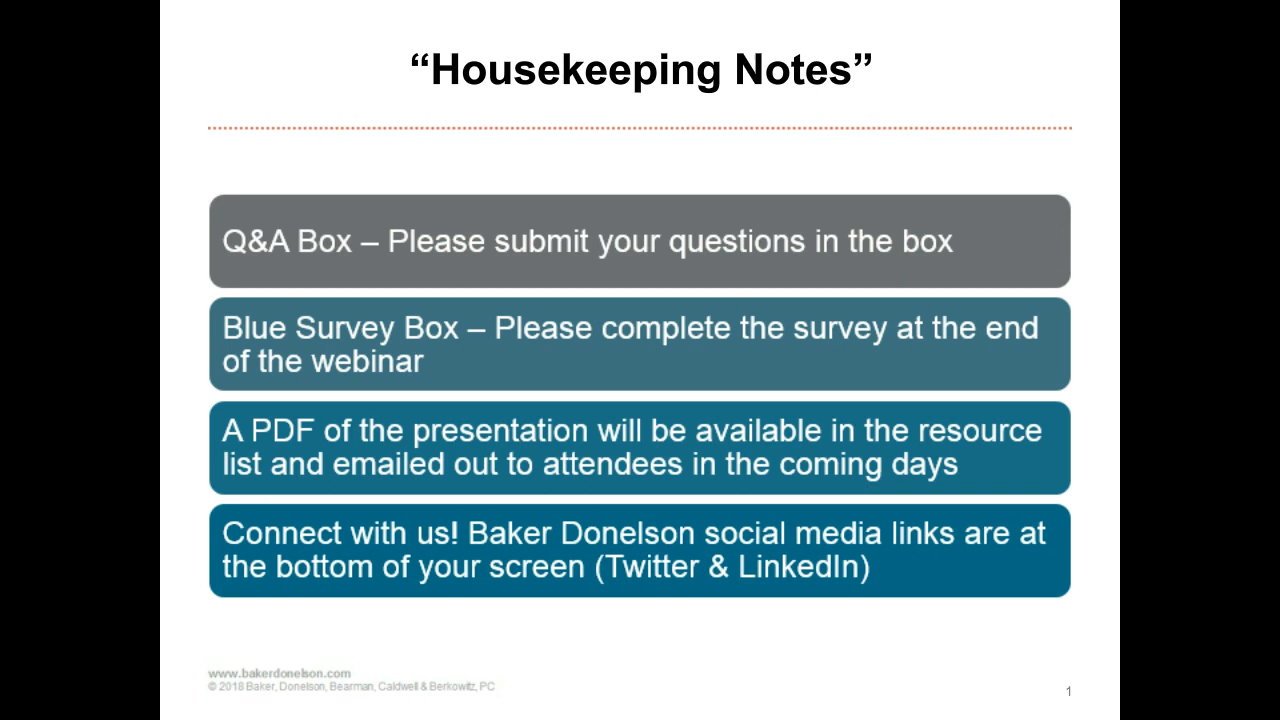 “Housekeeping Notes”
Q&A Box – Please submit your questions in the box
Blue Survey Box – Please complete the survey at the end
of the webinar
A PDF of the presentation will be available in the resource
list and emailed out to attendees in the coming days
Connect with us! Baker Donelson social media links are at
the bottom of your screen (Twitter & LinkedIn)
www.bakerdonelson.com
© 2018 Baker, Donelson, Bearman, Caldwell & Berkowitz, PC
1